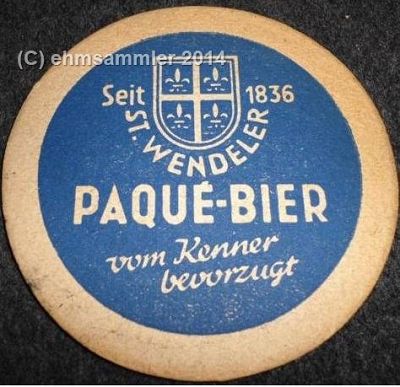 (C) ehmsammler 2014
Seit 1836
ST. WENDELER
PAQUÉ-BIER
vom Kenner
bevorzugt